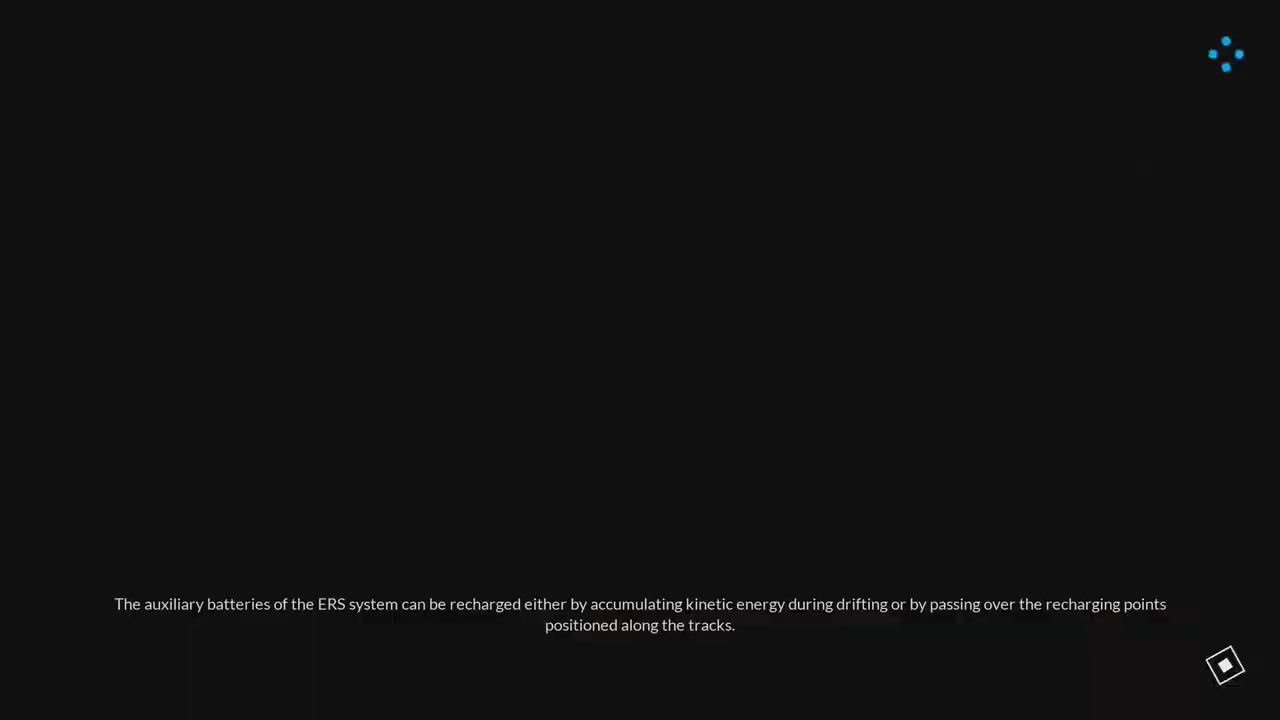 The auxiliary batteries of the ERS system can be recharged either by accumulating kinetic energy during drifting or by passing over the recharging points
positioned along the tracks.